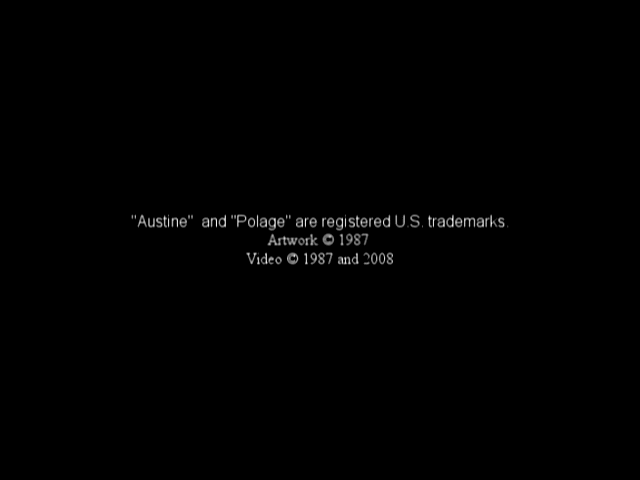 "Austine"  and "Polage" are registered U.S. trademarks.
Artwork © 1987
Video © 1987 and 2008